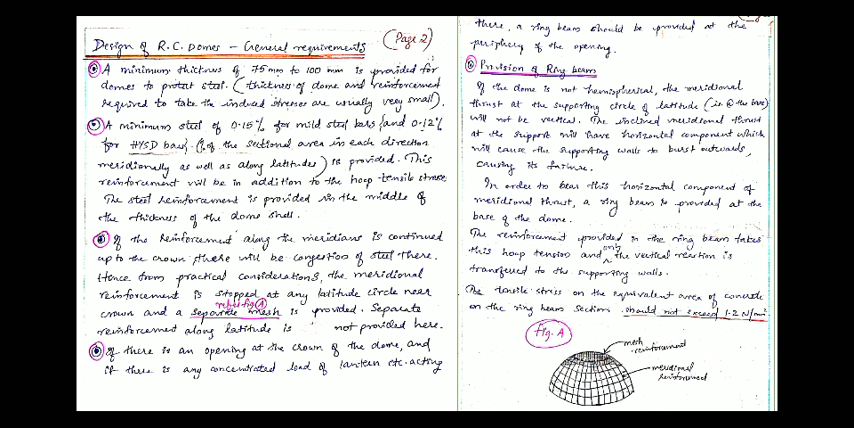 Design of R.C. Domes - General requirements
(Page 2)
A minimum thickness of 75mm to 100 mm is provided for
domes to protect steel. (thickness of dome and reinforcement
required to take the induced stresses are usually very small).
A minimum steel of 0.15% for mild steel bars (and 0.12%
for HYSD bars) (% of the sectional area in each direction
meridionally as well as along latitudes) is provided. This
reinforcement will be in addition to the hoop tensile stress
The steel reinforcement is provided in the middle of
the thickness of the dome shell.
If the reinforcement along the meridians is continued
upto the crown, there will be congestion of steel there.
Hence from practical considerations, the meridional
reinforcement is stopped at any latitude circle near
refer fig (A)
crown and a separate mesh is provided. Separate
reinforcement along latitude is not provided here.
If there is an opening at the crown of the dome, and
if there is any concentrated load of lantern etc. acting
there, a ring beam should be provided at the
periphery of the opening.
Provision of Ring beam
If the dome is not hemispherical, the meridional
thrust at the supporting circle of latitude (i.e @ the base)
will not be vertical. The inclined meridional thrust
at the support will have horizontal component which
will cause the supporting walls to burst outwards,
causing its failure.
In order to bear this horizontal component of
meridional thrust, a ring beam is provided at the
base of the dome.
The reinforcement provided in the ring beam takes
this hoop tension and only the vertical reaction is
transferred to the supporting walls.
The tensile stress on the equivalent area of concrete
on the ring beam section should not exceed 1.2 N/mm²
Fig. A
mesh
reinforcement
meridional
reinforcement